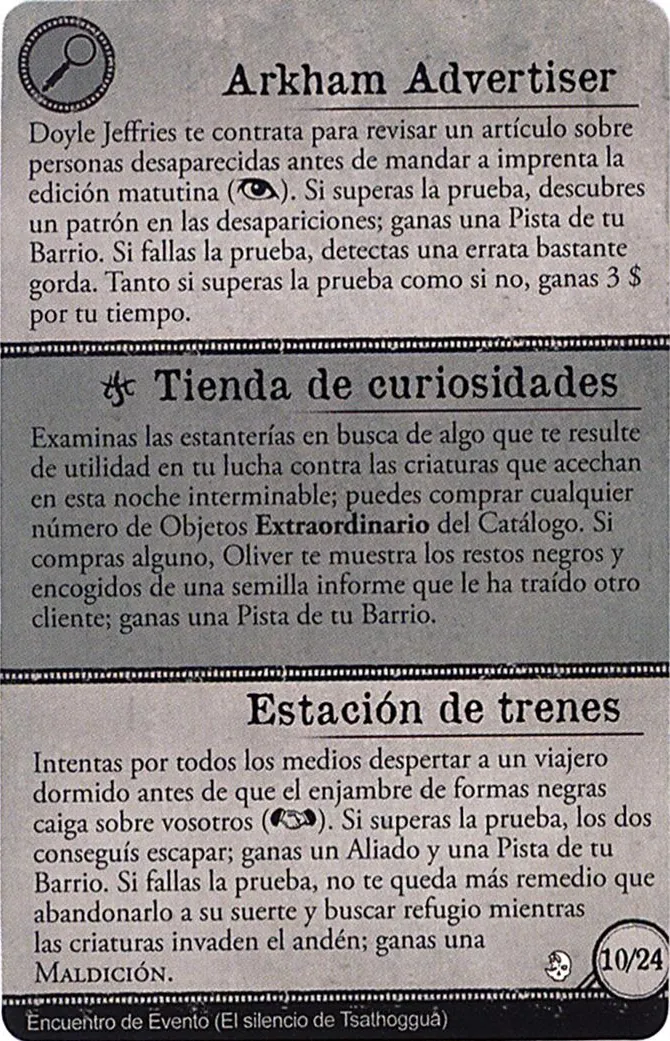 Arkham Advertiser
Doyle Jeffries te contrata para revisar un artículo sobre
personas desaparecidas antes de mandar a imprenta la
edición matutina (). Si superas la prueba, descubres
un patrón en las desapariciones; ganas una Pista de tu
Barrio. Si fallas la prueba, detectas una errata bastante
gorda. Tanto si superas la prueba como si no, ganas 3 $
por tu tiempo.
Tienda de curiosidades
Examinas las estanterías en busca de algo que te resulte
de utilidad en tu lucha contra las criaturas que acechan
en esta noche interminable; puedes comprar cualquier
número de Objetos Extraordinario del Catálogo. Si
compras alguno, Oliver te muestra los restos negros y
encogidos de una semilla informe que le ha traído otro
cliente; ganas una Pista de tu Barrio.
Estación de trenes
Intentas por todos los medios despertar a un viajero
dormido antes de que el enjambre de formas negras
caiga sobre vosotros (). Si superas la prueba, los dos
conseguís escapar; ganas un Aliado y una Pista de tu
Barrio. Si fallas la prueba, no te queda más remedio que
abandonarlo a su suerte y buscar refugio mientras
las criaturas invaden el andén; ganas una
MALDICIÓN.
10/24
Encuentro de Evento (El silencio de Tsathogguá)